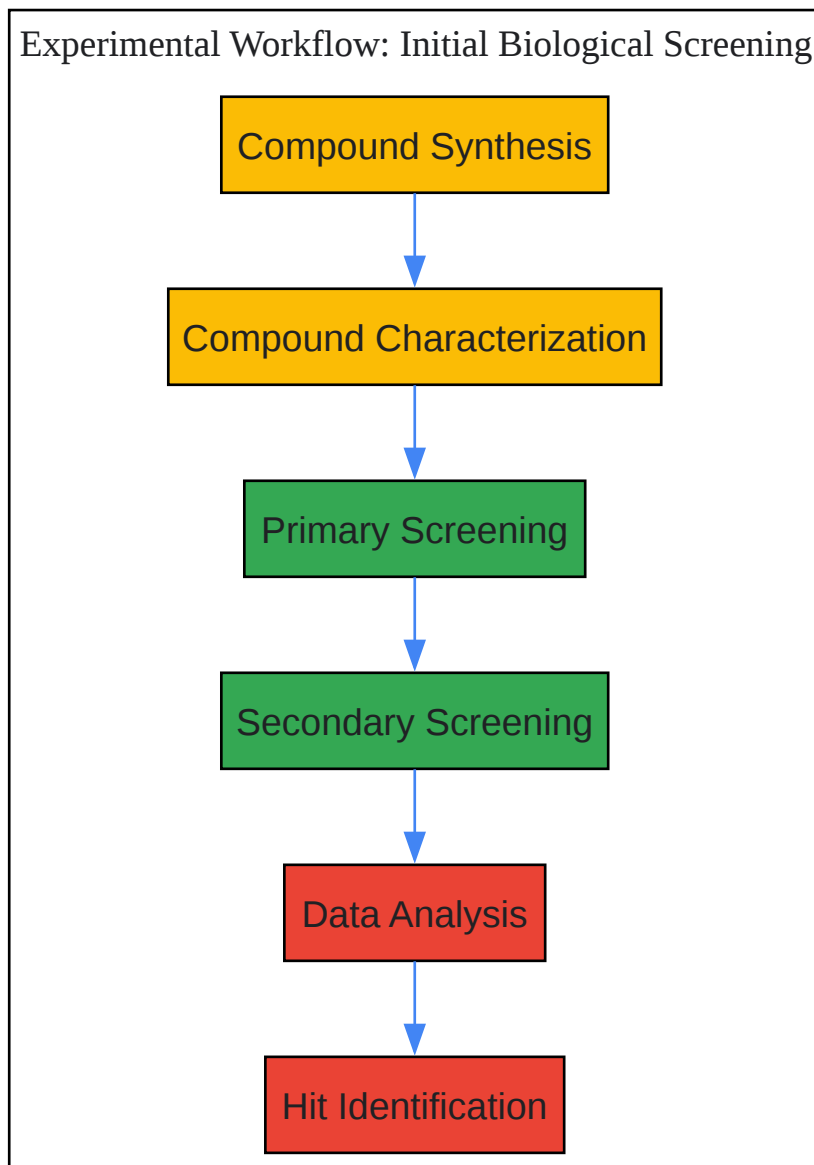 Experimental Workflow: Initial Biological Screening
Compound Synthesis
Compound Characterization
Primary Screening
Secondary Screening
Data Analysis
Hit Identification